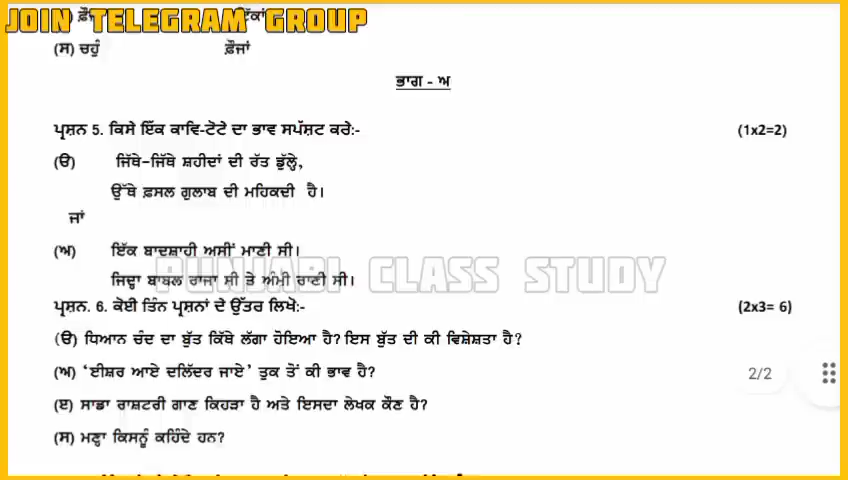 JOIN TELEGRAM GROUP
(ਸ) ਚਹੁੰ ਫ਼ੌਜਾਂ
ਭਾਗ - ਅ
ਪ੍ਰਸ਼ਨ 5. ਕਿਸੇ ਇੱਕ ਕਾਵਿ-ਟੋਟੇ ਦਾ ਭਾਵ ਸਪੱਸ਼ਟ ਕਰੋ:- (1x2=2)
(ੳ) ਜਿੱਥੇ-ਜਿੱਥੇ ਸ਼ਹੀਦਾਂ ਦੀ ਰੱਤ ਡੁੱਲ੍ਹੇ,
ਉੱਥੇ ਫ਼ਸਲ ਗੁਲਾਬ ਦੀ ਮਹਿਕਦੀ ਹੈ।
ਜਾਂ
(ਅ) ਇੱਕ ਬਾਦਸ਼ਾਹੀ ਅਸੀਂ ਮਾਣੀ ਸੀ।
PUNJABI CLASS STUDY
ਜਿਦ੍ਹਾ ਬਾਬਲ ਰਾਜਾ ਸੀ ਤੇ ਅੰਮੀ ਰਾਣੀ ਸੀ।
ਪ੍ਰਸ਼ਨ. 6. ਕੋਈ ਤਿੰਨ ਪ੍ਰਸ਼ਨਾਂ ਦੇ ਉੱਤਰ ਲਿਖੋ:- (2x3= 6)
(ੳ) ਧਿਆਨ ਚੰਦ ਦਾ ਬੁੱਤ ਕਿੱਥੇ ਲੱਗਾ ਹੋਇਆ ਹੈ? ਇਸ ਬੁੱਤ ਦੀ ਕੀ ਵਿਸ਼ੇਸ਼ਤਾ ਹੈ?
(ਅ) ‘ਈਸ਼ਰ ਆਏ ਦਲਿੱਦਰ ਜਾਏ’ ਤੁਕ ਤੋਂ ਕੀ ਭਾਵ ਹੈ?
2/2
(ੲ) ਸਾਡਾ ਰਾਸ਼ਟਰੀ ਗਾਣ ਕਿਹੜਾ ਹੈ ਅਤੇ ਇਸਦਾ ਲੇਖਕ ਕੌਣ ਹੈ?
(ਸ) ਮਣ੍ਹਾ ਕਿਸਨੂੰ ਕਹਿੰਦੇ ਹਨ?